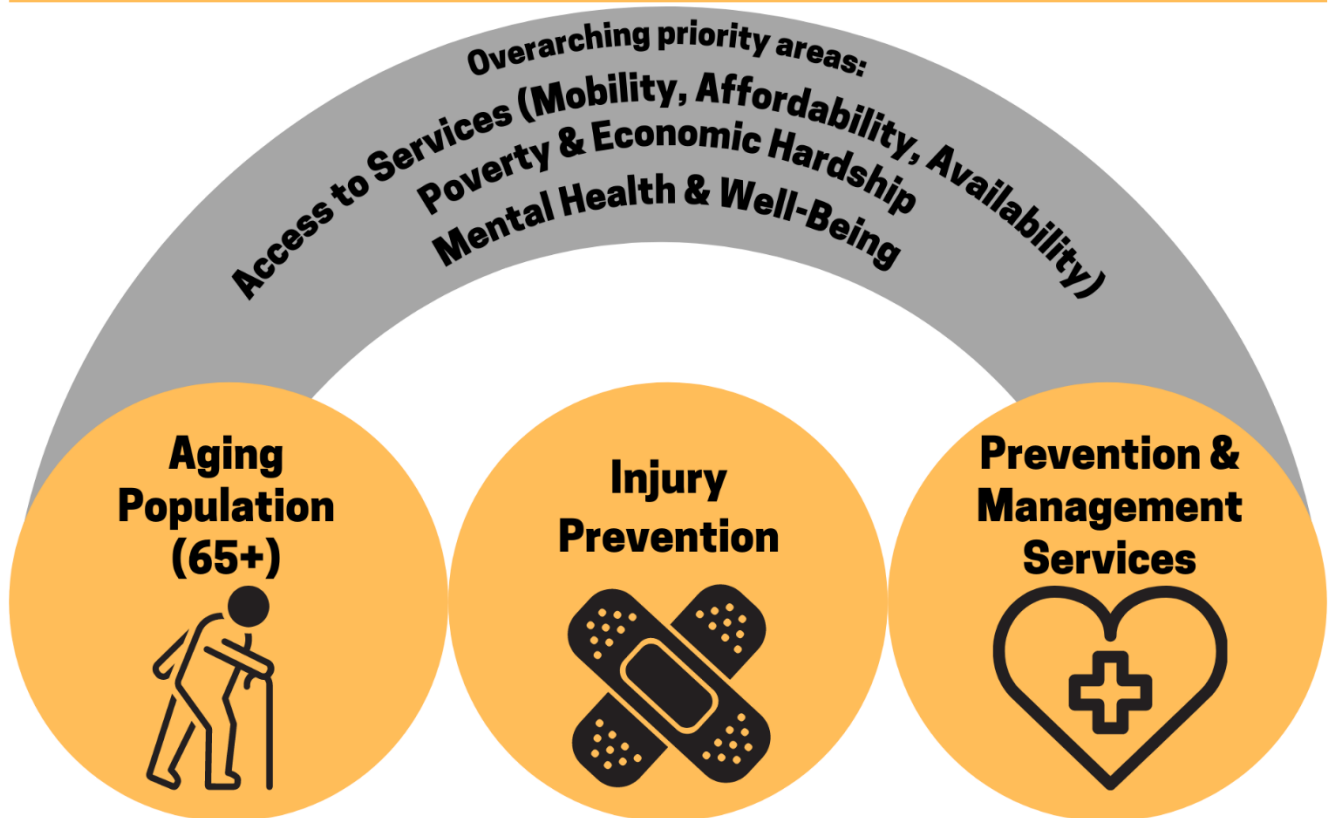 Overarching priority areas:
Access to Services (Mobility, Affordability, Availability)
Poverty & Economic Hardship
Mental Health & Well-Being
Aging
Population
(65+)
Injury
Prevention
Prevention &
Management
Services